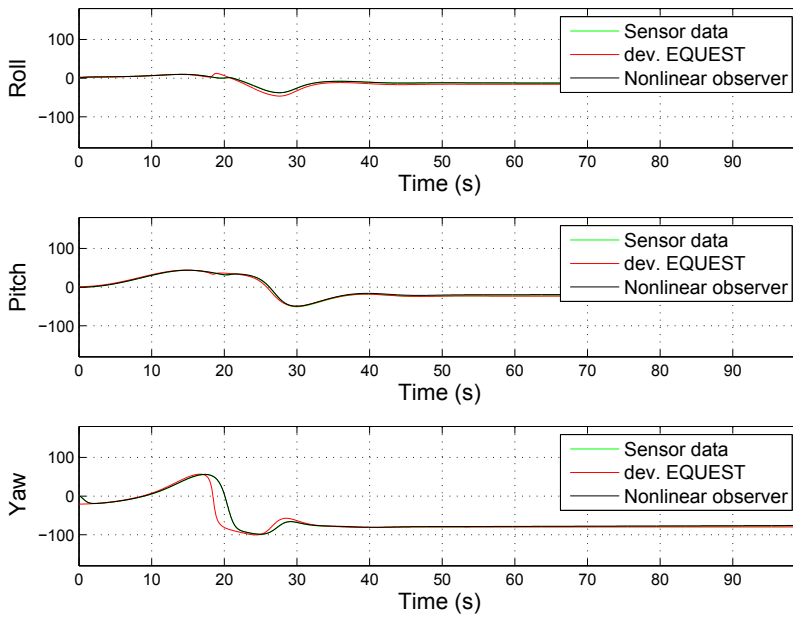 Roll
100
0
−100
0 10 20 30 40 50 60 70 80 90
Time (s)
Sensor data
dev. EQUEST
Nonlinear observer
Pitch
100
0
−100
0 10 20 30 40 50 60 70 80 90
Time (s)
Sensor data
dev. EQUEST
Nonlinear observer
Yaw
100
0
−100
0 10 20 30 40 50 60 70 80 90
Time (s)
Sensor data
dev. EQUEST
Nonlinear observer